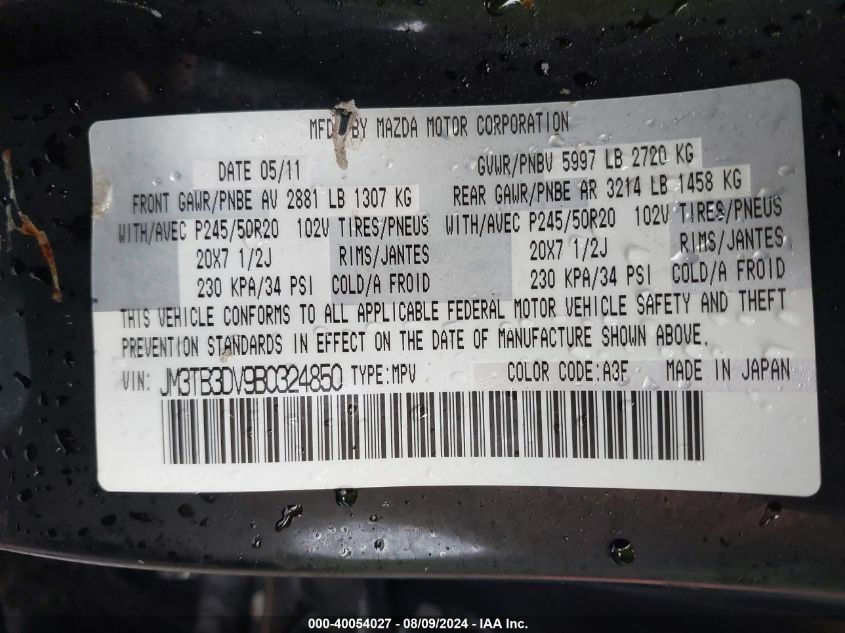 MFD BY MAZDA MOTOR CORPORATION
DATE 05/11 GVWR/PNBV 5997 LB 2720 KG
FRONT GAWR/PNBE AV 2881 LB 1307 KG REAR GAWR/PNBE AR 3214 LB 1458 KG
WITH/AVEC P245/50R20 102V TIRES/PNEUS WITH/AVEC P245/50R20 102V TIRES/PNEUS
20X7 1/2J RIMS/JANTES 20X7 1/2J RIMS/JANTES
230 KPA/34 PSI COLD/A FROID 230 KPA/34 PSI COLD/A FROID
THIS VEHICLE CONFORMS TO ALL APPLICABLE FEDERAL MOTOR VEHICLE SAFETY AND THEFT
PREVENTION STANDARDS IN EFFECT ON THE DATE OF MANUFACTURE SHOWN ABOVE.
VIN: JM3TB3DV9B0324850 TYPE:MPV COLOR CODE:A3F MADE IN JAPAN
000-40054027 - 08/09/2024 - IAA Inc.